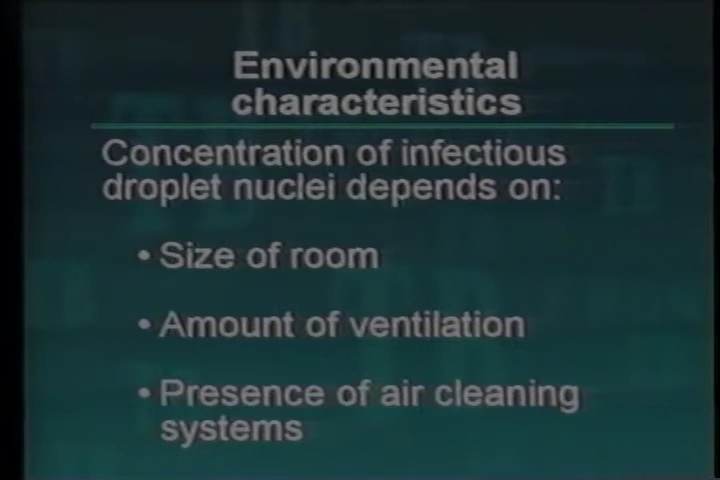 Environmental
characteristics
Concentration of infectious
droplet nuclei depends on:
• Size of room
• Amount of ventilation
• Presence of air cleaning
systems